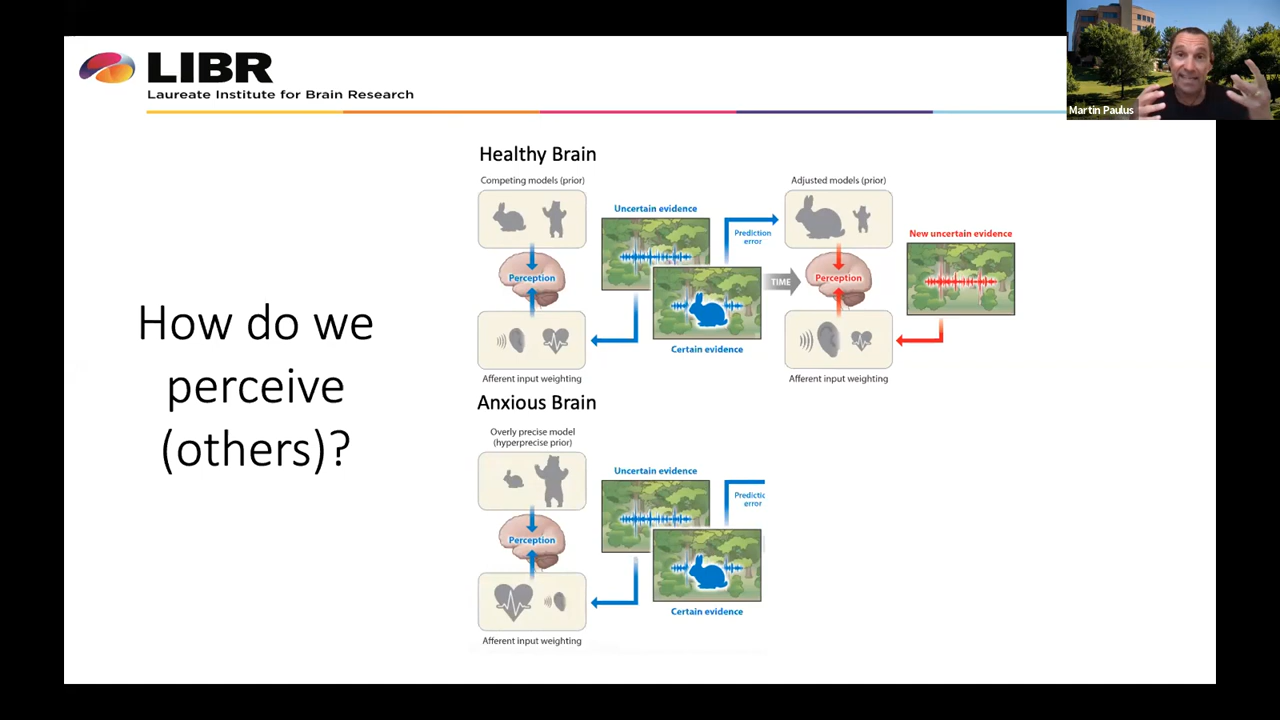 LIBR
Laureate Institute for Brain Research
Martin Paulus
How do we
perceive
(others)?
Healthy Brain
Competing models (prior)
Uncertain evidence
Prediction
error
Adjusted models (prior)
New uncertain evidence
Perception
TIME
Perception
Certain evidence
Afferent input weighting
Afferent input weighting
Anxious Brain
Overly precise model
(hyperprecise prior)
Uncertain evidence
Predictic
error
Perception
Certain evidence
Afferent input weighting